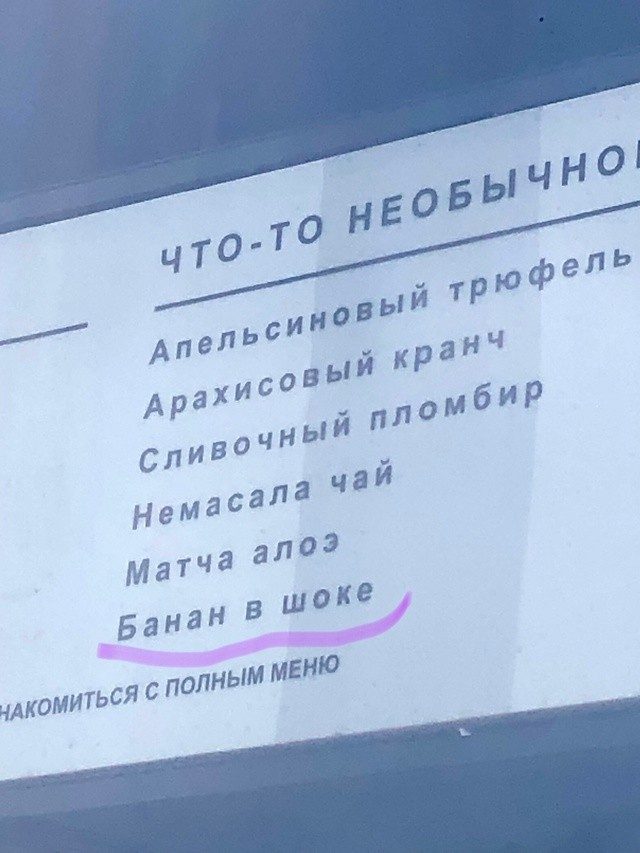 ЧТО-ТО НЕОБЫЧНО
Апельсиновый трюфель
Арахисовый кранч
Сливочный пломбир
Немасала чай
Матча алоэ
Банан в шоке
НАКОМИТЬСЯ С ПОЛНЫМ МЕНЮ